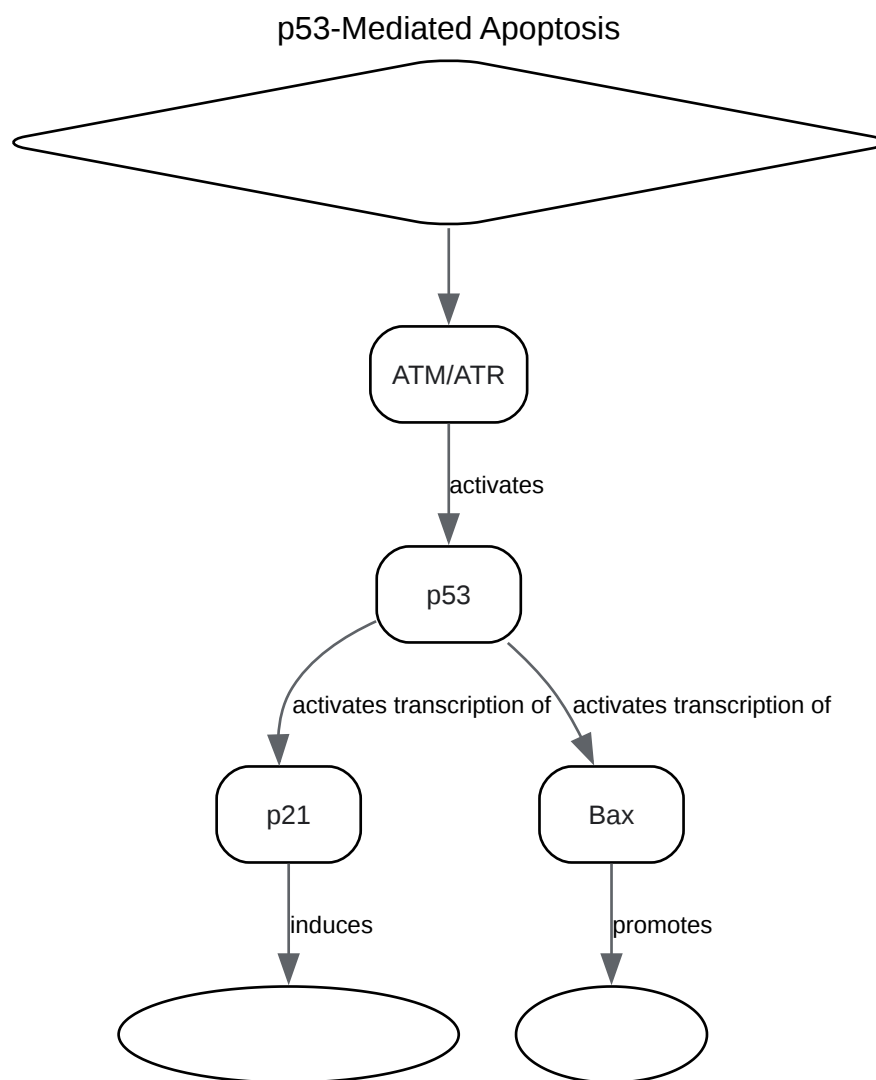 p53-Mediated Apoptosis
ATM/ATR
activates
p53
activates transcription of
activates transcription of
p21
Bax
induces
promotes